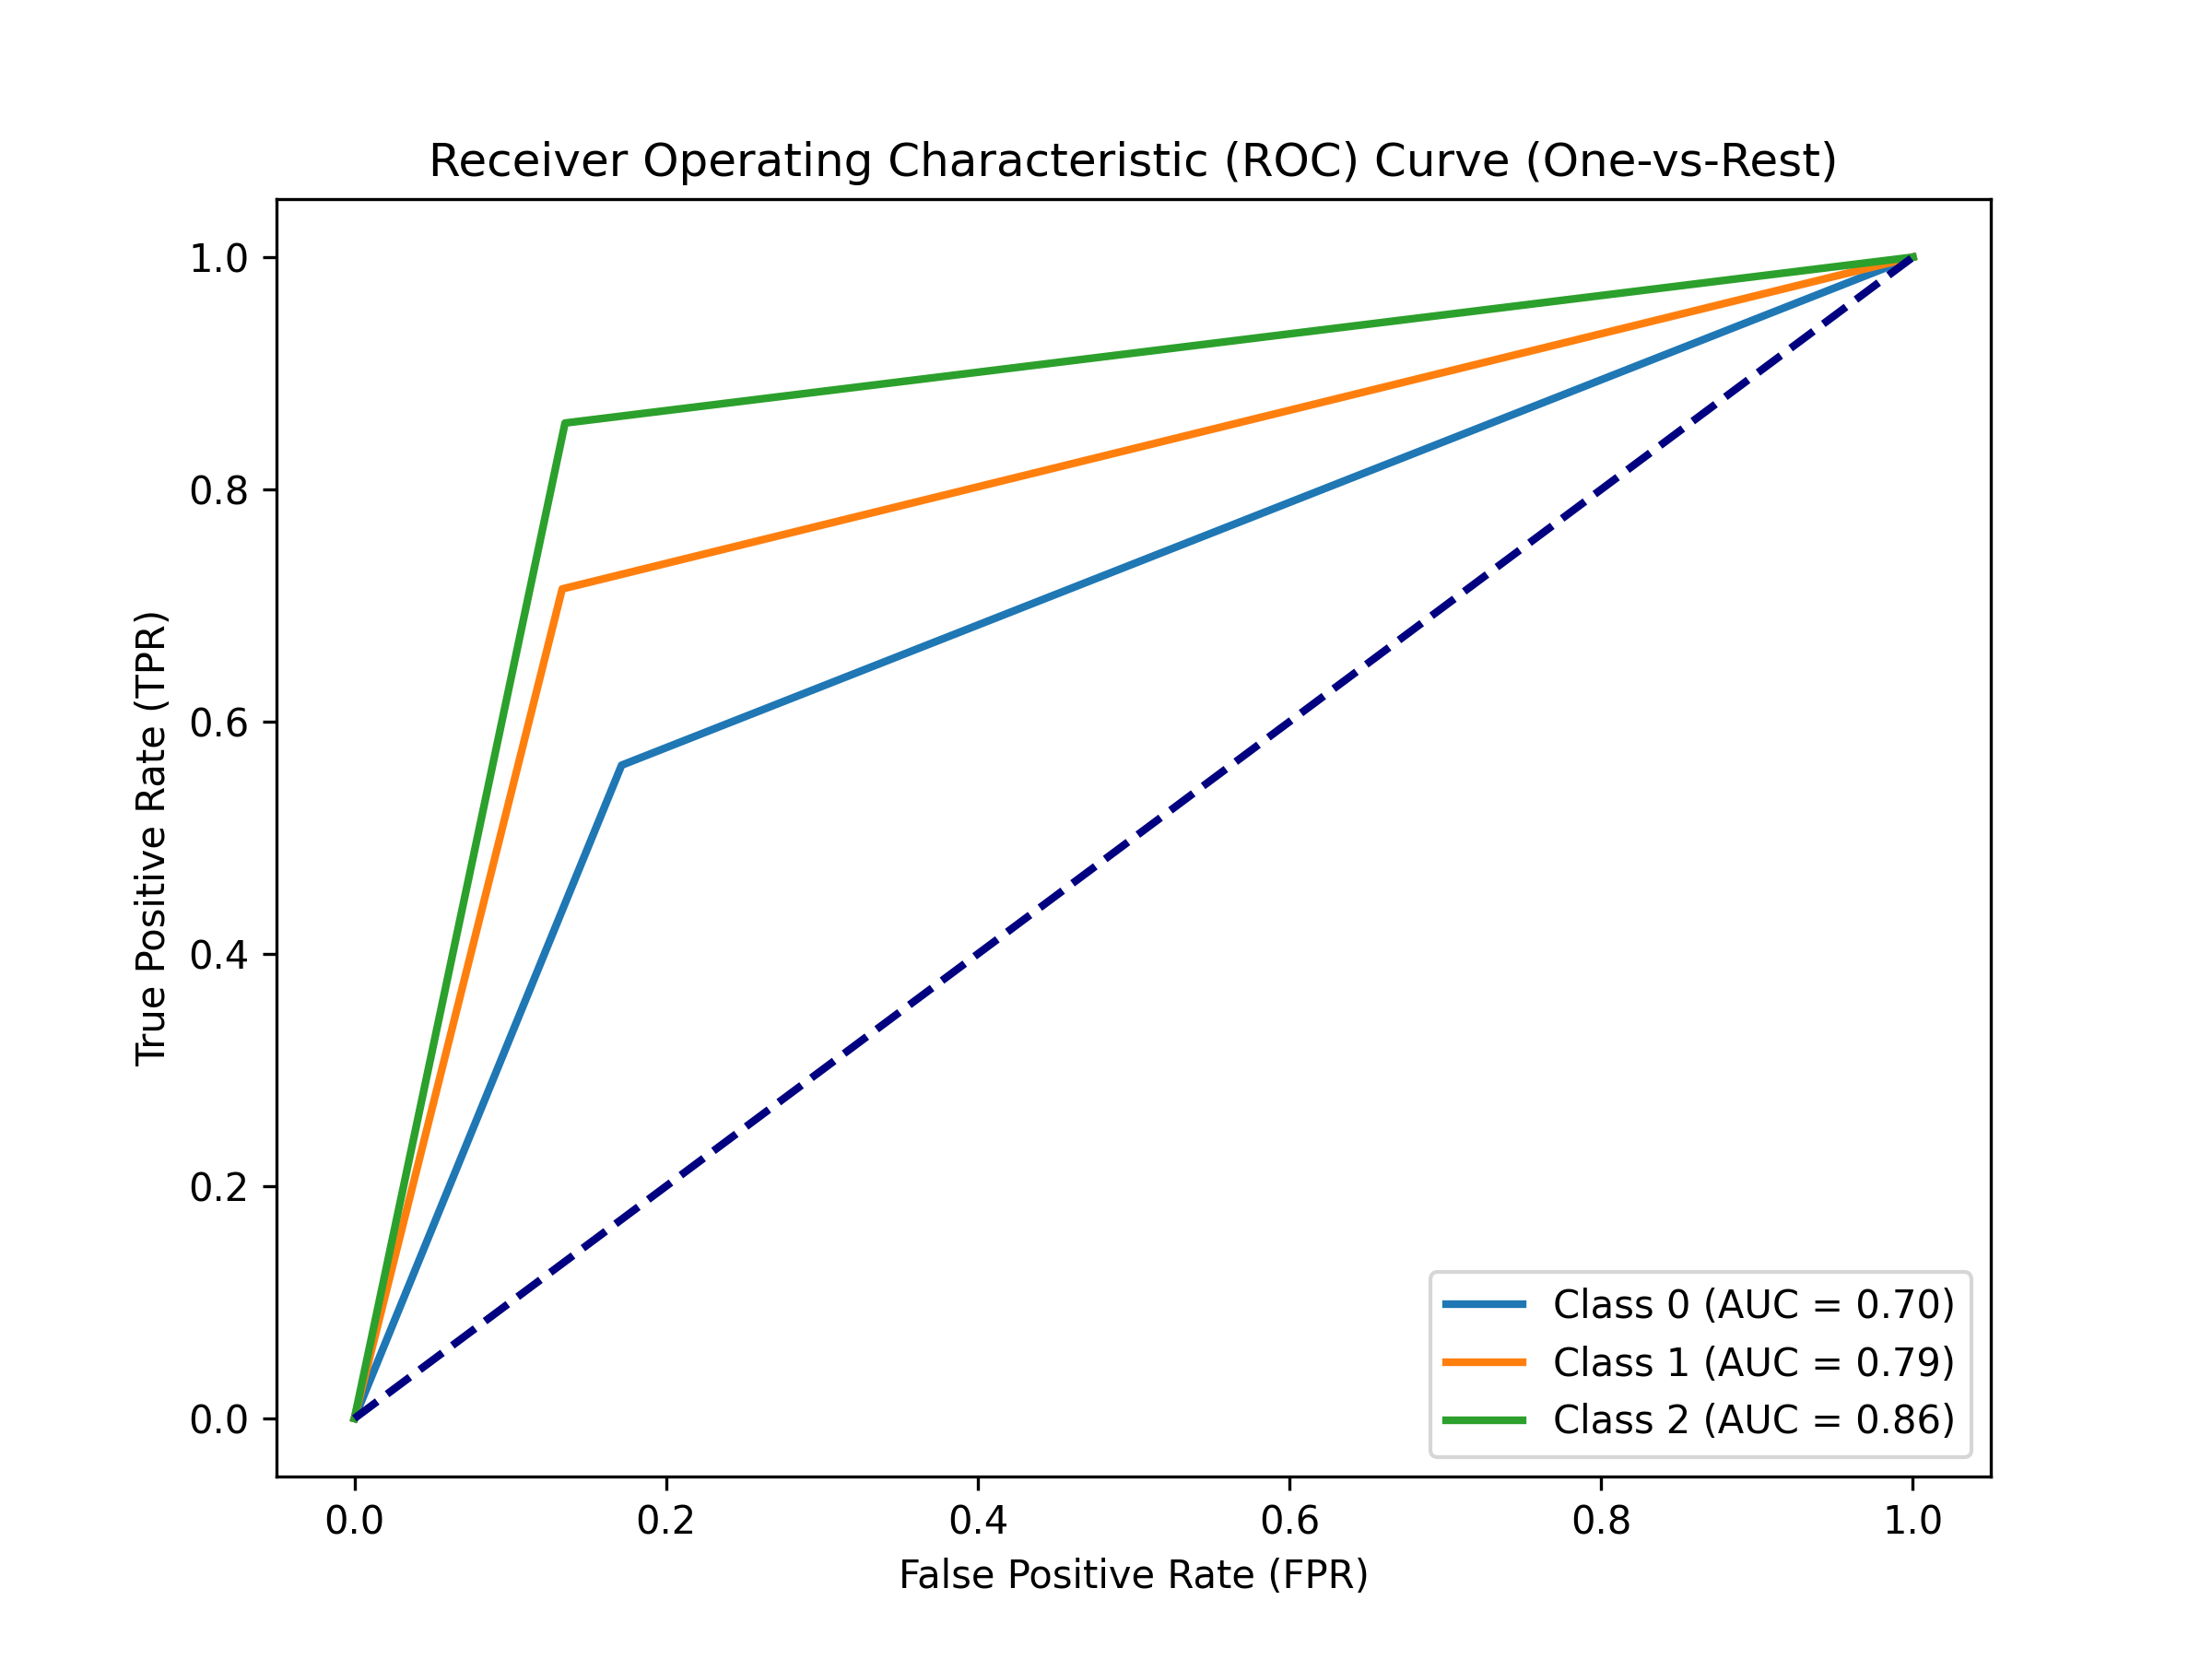 Receiver Operating Characteristic (ROC) Curve (One-vs-Rest)
True Positive Rate (TPR)
1.0
0.8
0.6
0.4
0.2
0.0
Class 0 (AUC = 0.70)
Class 1 (AUC = 0.79)
Class 2 (AUC = 0.86)
0.0 0.2 0.4 0.6 0.8 1.0
False Positive Rate (FPR)